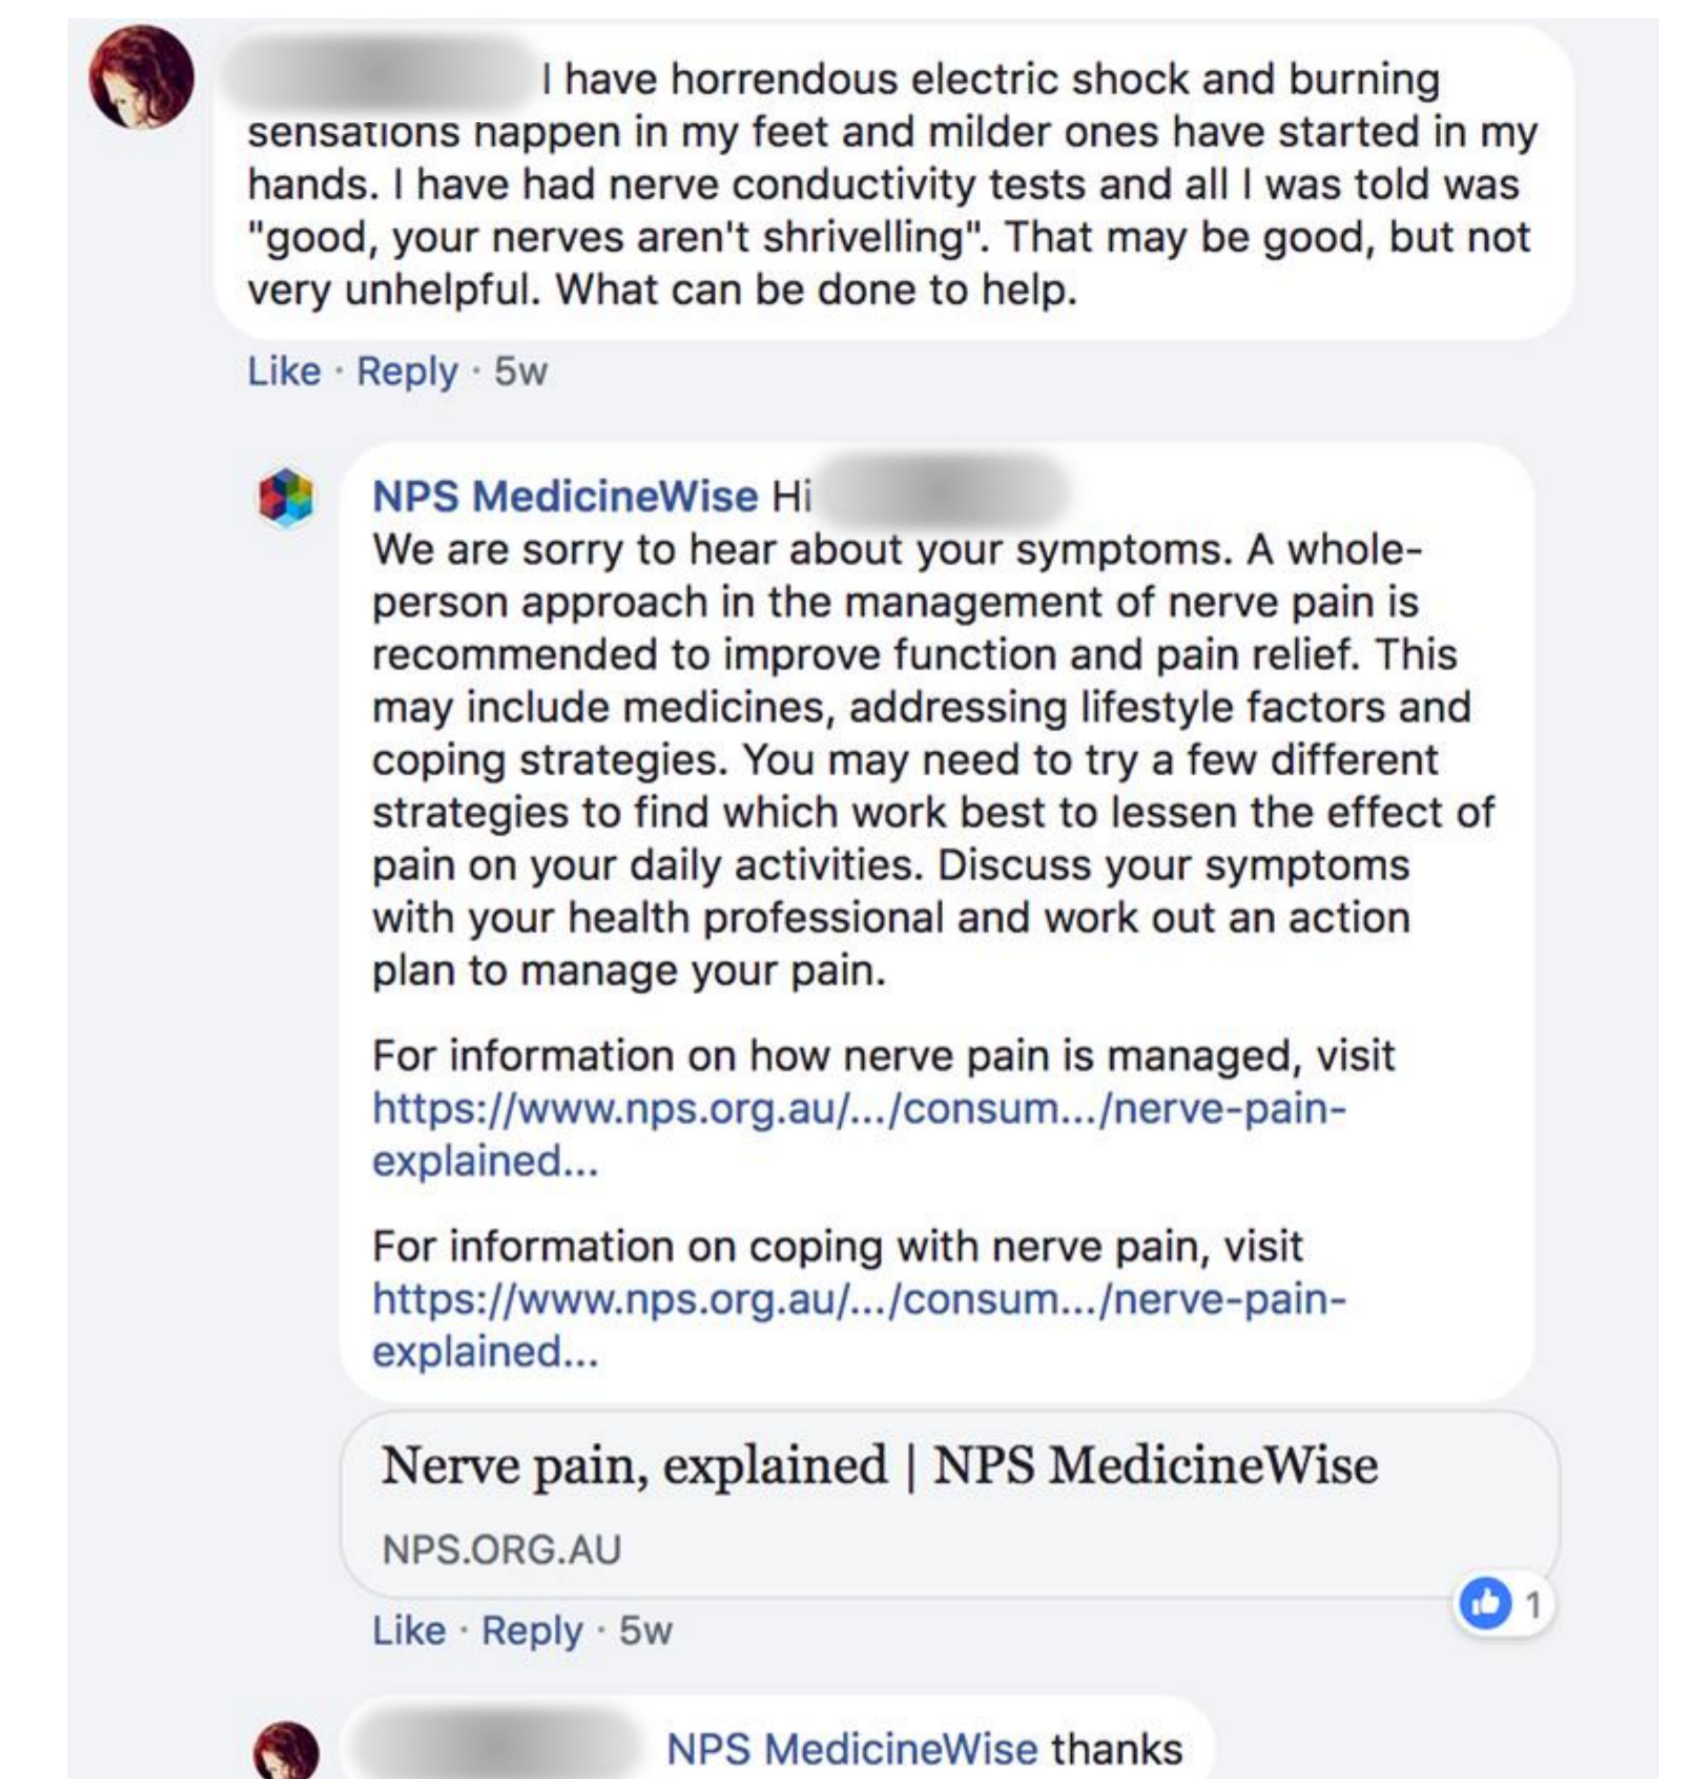 I have horrendous electric shock and burning
sensations happen in my feet and milder ones have started in my
hands. I have had nerve conductivity tests and all I was told was
"good, your nerves aren't shrivelling". That may be good, but not
very unhelpful. What can be done to help.
Like · Reply · 5w
NPS MedicineWise Hi
We are sorry to hear about your symptoms. A whole-
person approach in the management of nerve pain is
recommended to improve function and pain relief. This
may include medicines, addressing lifestyle factors and
coping strategies. You may need to try a few different
strategies to find which work best to lessen the effect of
pain on your daily activities. Discuss your symptoms
with your health professional and work out an action
plan to manage your pain.
For information on how nerve pain is managed, visit
https://www.nps.org.au/.../consum.../nerve-pain-
explained...
For information on coping with nerve pain, visit
https://www.nps.org.au/.../consum.../nerve-pain-
explained...
Nerve pain, explained | NPS MedicineWise
NPS.ORG.AU
1
Like · Reply · 5w
NPS MedicineWise thanks